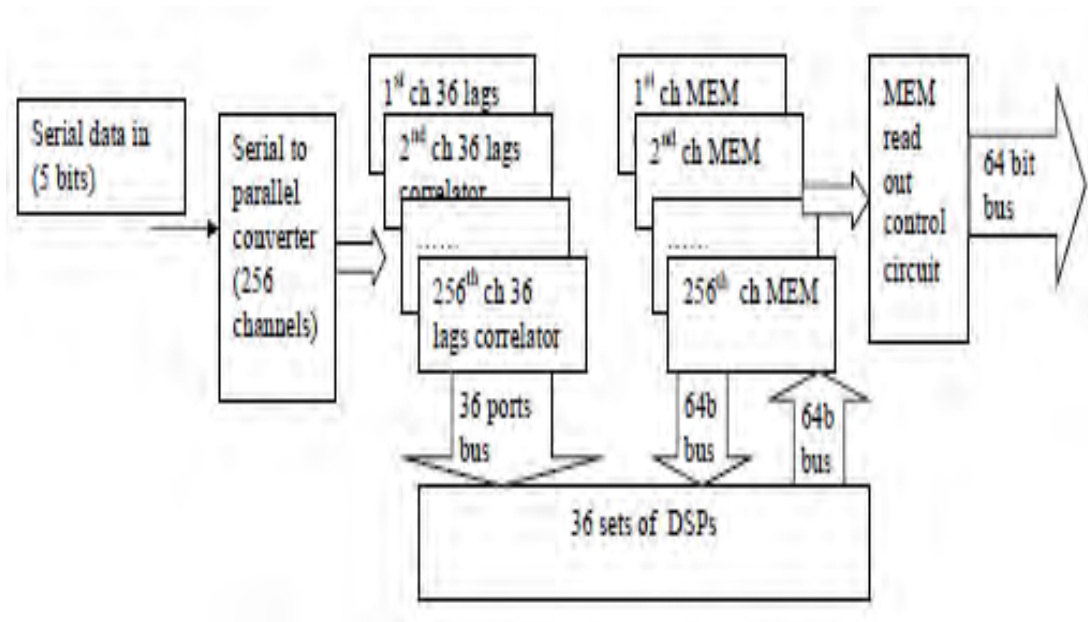 Serial data in
(5 bits)
Serial to
parallel
converter
(256
channels)
1st ch 36 lags
2nd ch 36 lags
correlator
......
256th ch 36
lags correlator
1st ch MEM
2nd ch MEM
......
256th ch MEM
MEM
read
out
control
circuit
64 bit
bus
36 ports
bus
64b
bus
64b
bus
36 sets of DSPs